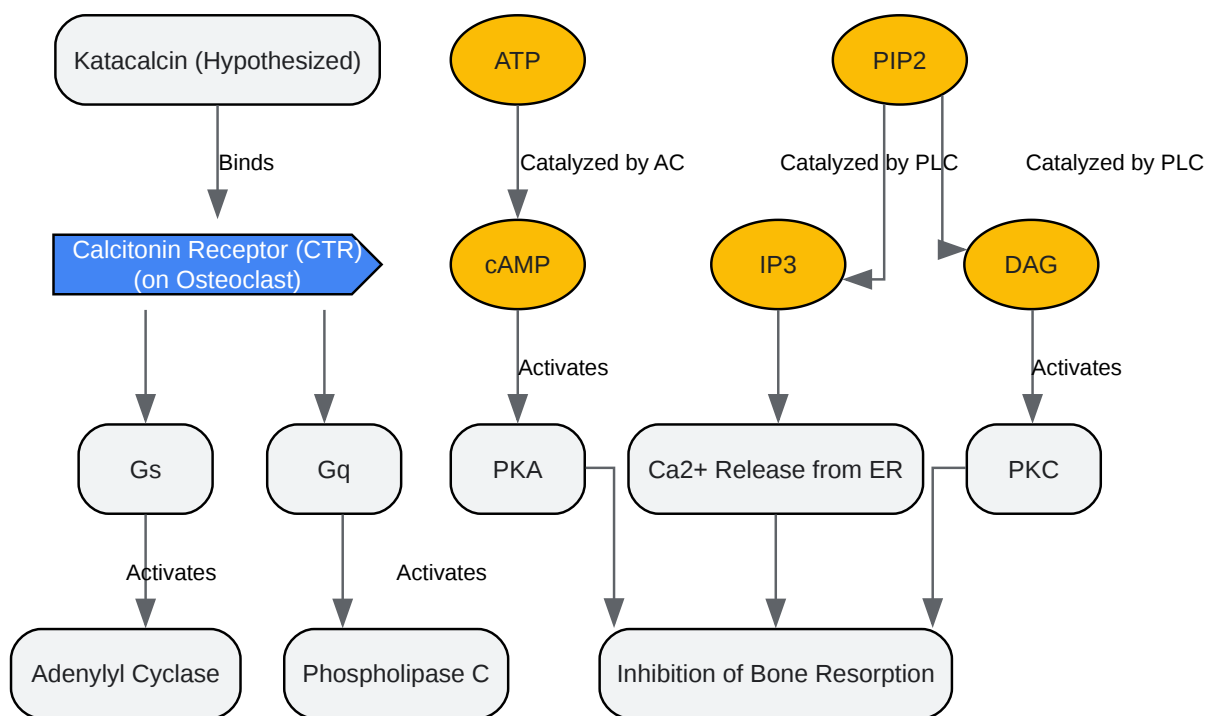 Katacalcin (Hypothesized)
ATP
PIP2
Binds
Catalyzed by AC
Catalyzed by PLC
Catalyzed by PLC
Calcitonin Receptor (CTR)
(on Osteoclast)
cAMP
IP3
DAG
Activates
Activates
Gs
Gq
PKA
Ca2+ Release from ER
PKC
Activates
Activates
Adenylyl Cyclase
Phospholipase C
Inhibition of Bone Resorption